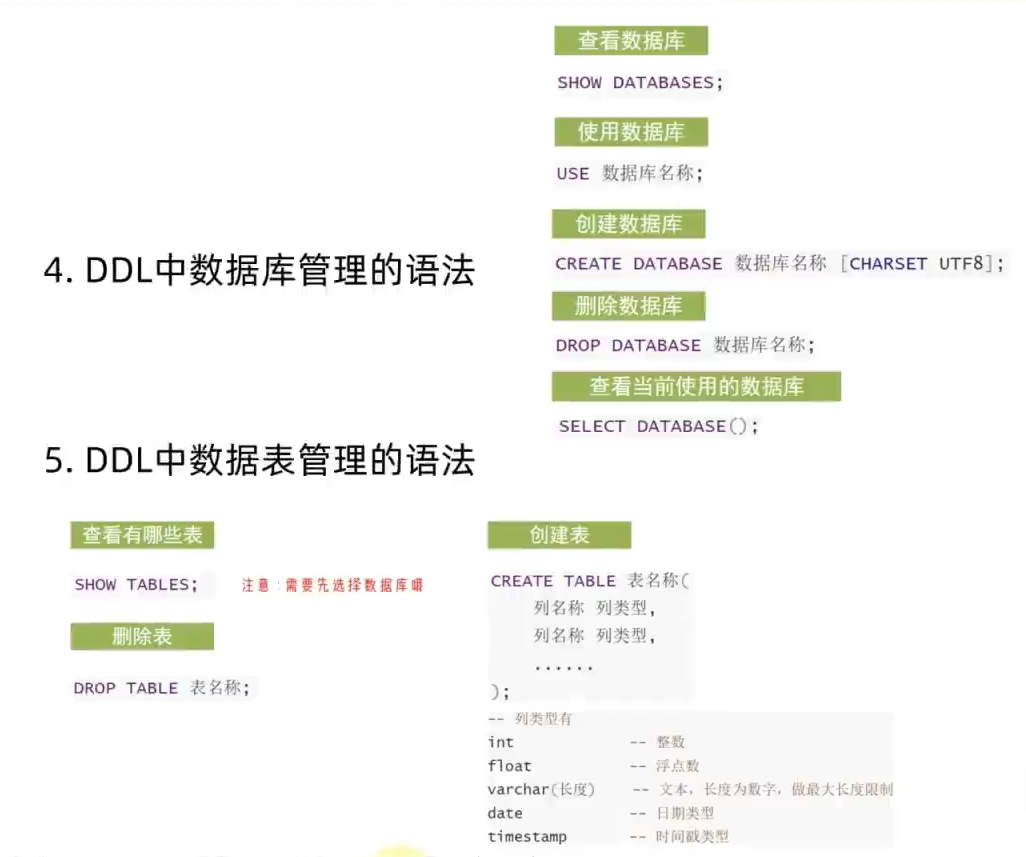 查看数据库
SHOW DATABASES;
使用数据库
USE 数据库名称;
创建数据库
4. DDL中数据库管理的语法
CREATE DATABASE 数据库名称 [CHARSET UTF8];
删除数据库
DROP DATABASE 数据库名称;
查看当前使用的数据库
SELECT DATABASE();
5. DDL中数据表管理的语法
查看有哪些表
SHOW TABLES; 注意:需要先选择数据库哦
删除表
DROP TABLE 表名称;
创建表
CREATE TABLE 表名称(
列名称 列类型,
列名称 列类型,
......
);
-- 列类型有
int -- 整数
float -- 浮点数
varchar(长度) -- 文本, 长度为数字, 做最大长度限制
date -- 日期类型
timestamp -- 时间戳类型